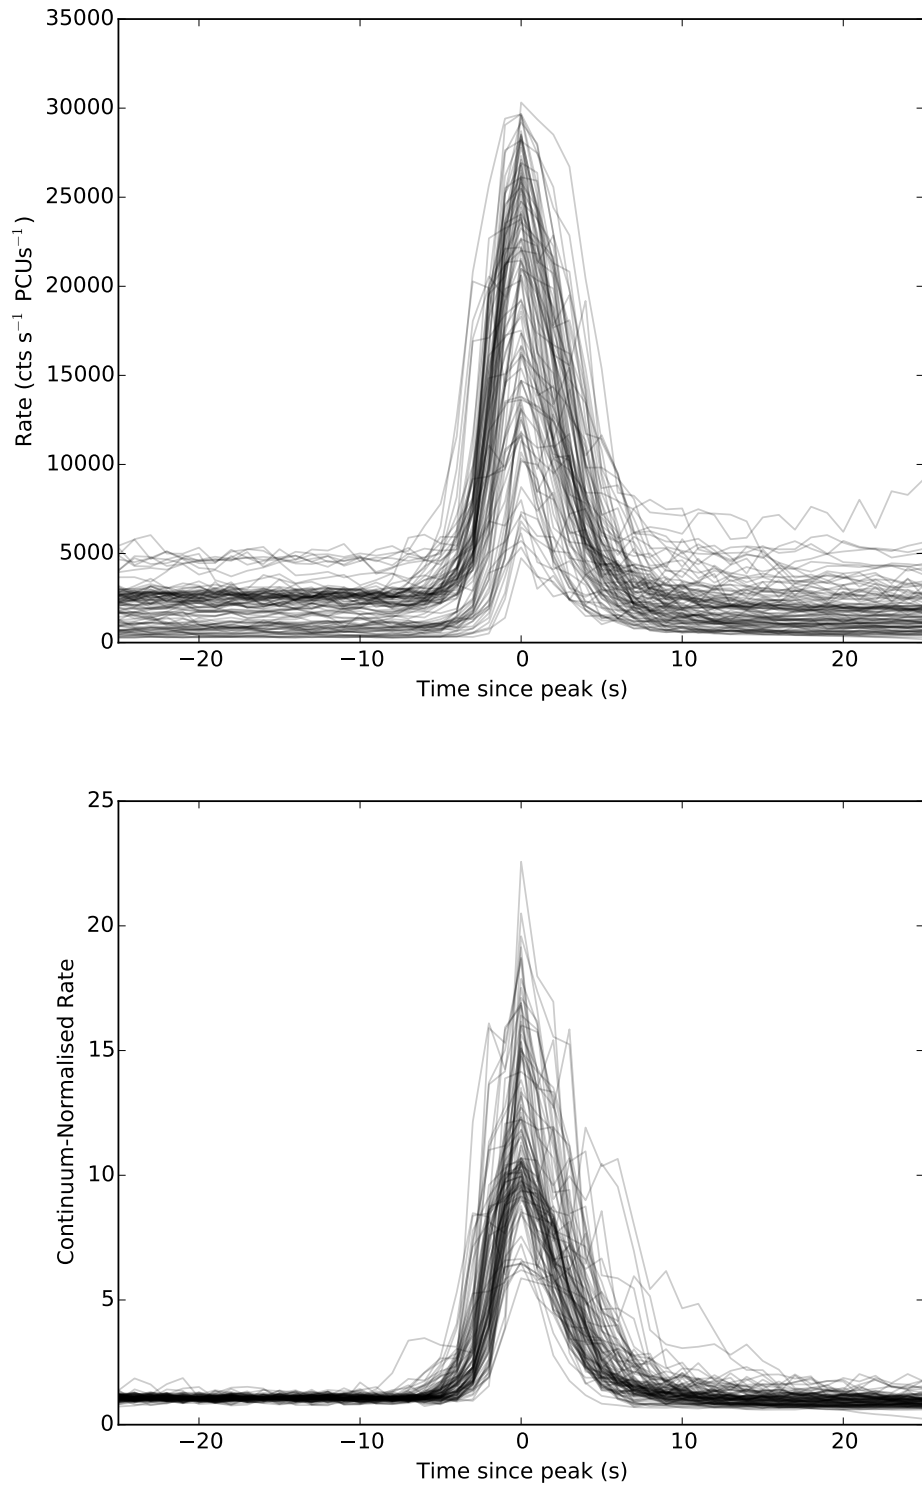 35000
30000
25000
20000
15000
10000
5000
0
Rate (cts s⁻¹ PCUs⁻¹)
−20 −10 0 10 20
Time since peak (s)
25
20
15
10
5
0
Continuum-Normalised Rate
−20 −10 0 10 20
Time since peak (s)